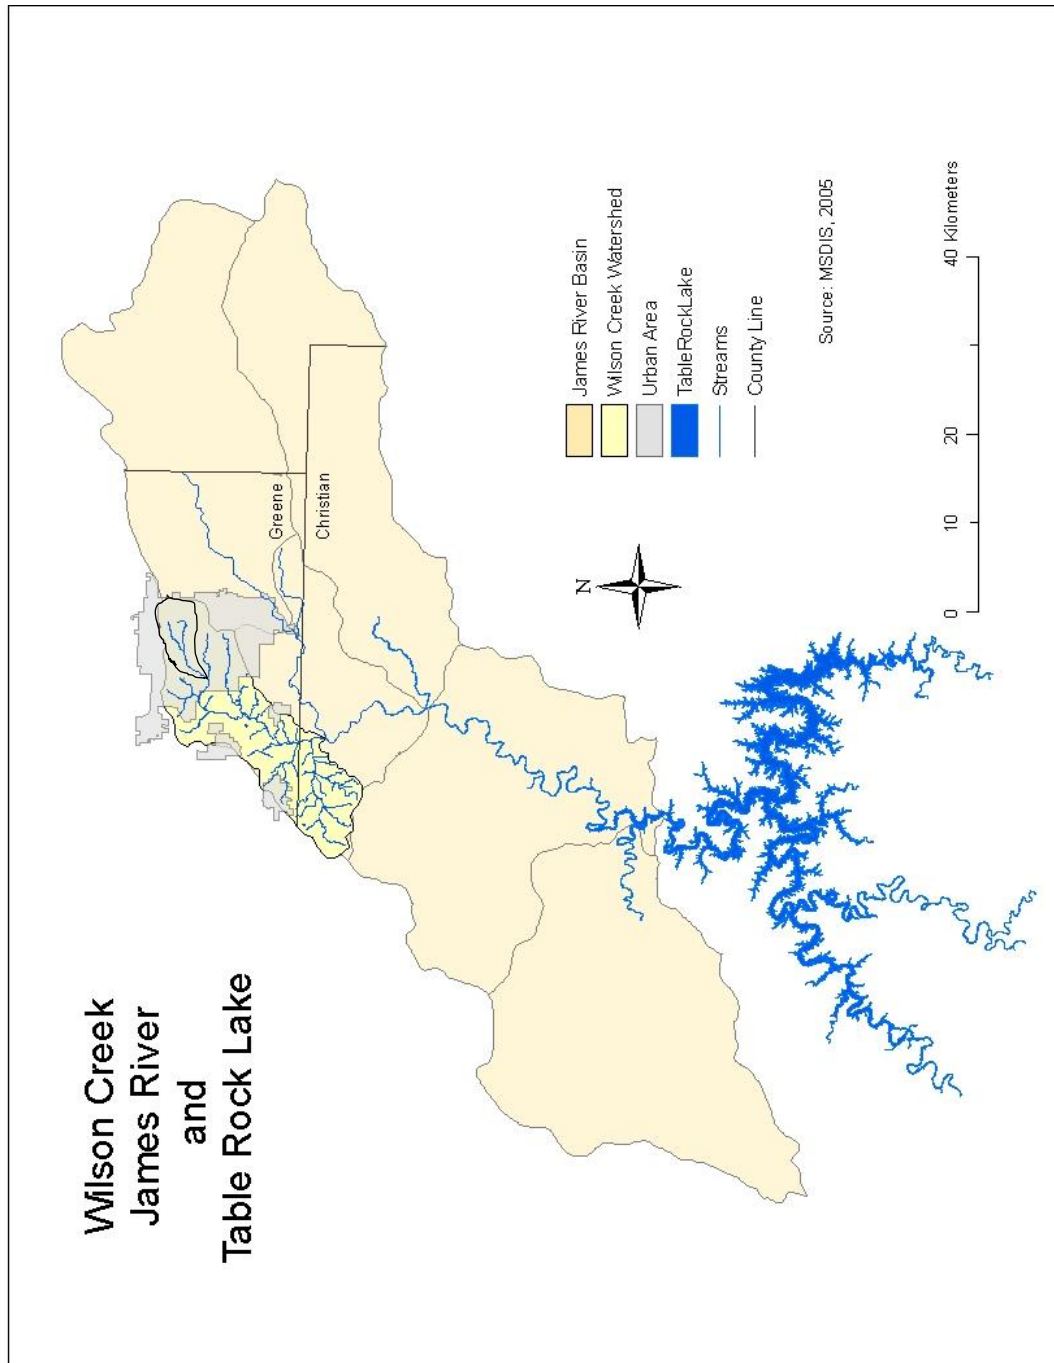 Wilson Creek
James River
and
Table Rock Lake
Greene
Christian
N
James River Basin
Wilson Creek Watershed
Urban Area
TableRockLake
Streams
County Line
Source: MSDIS, 2005
0 10 20 40 Kilometers